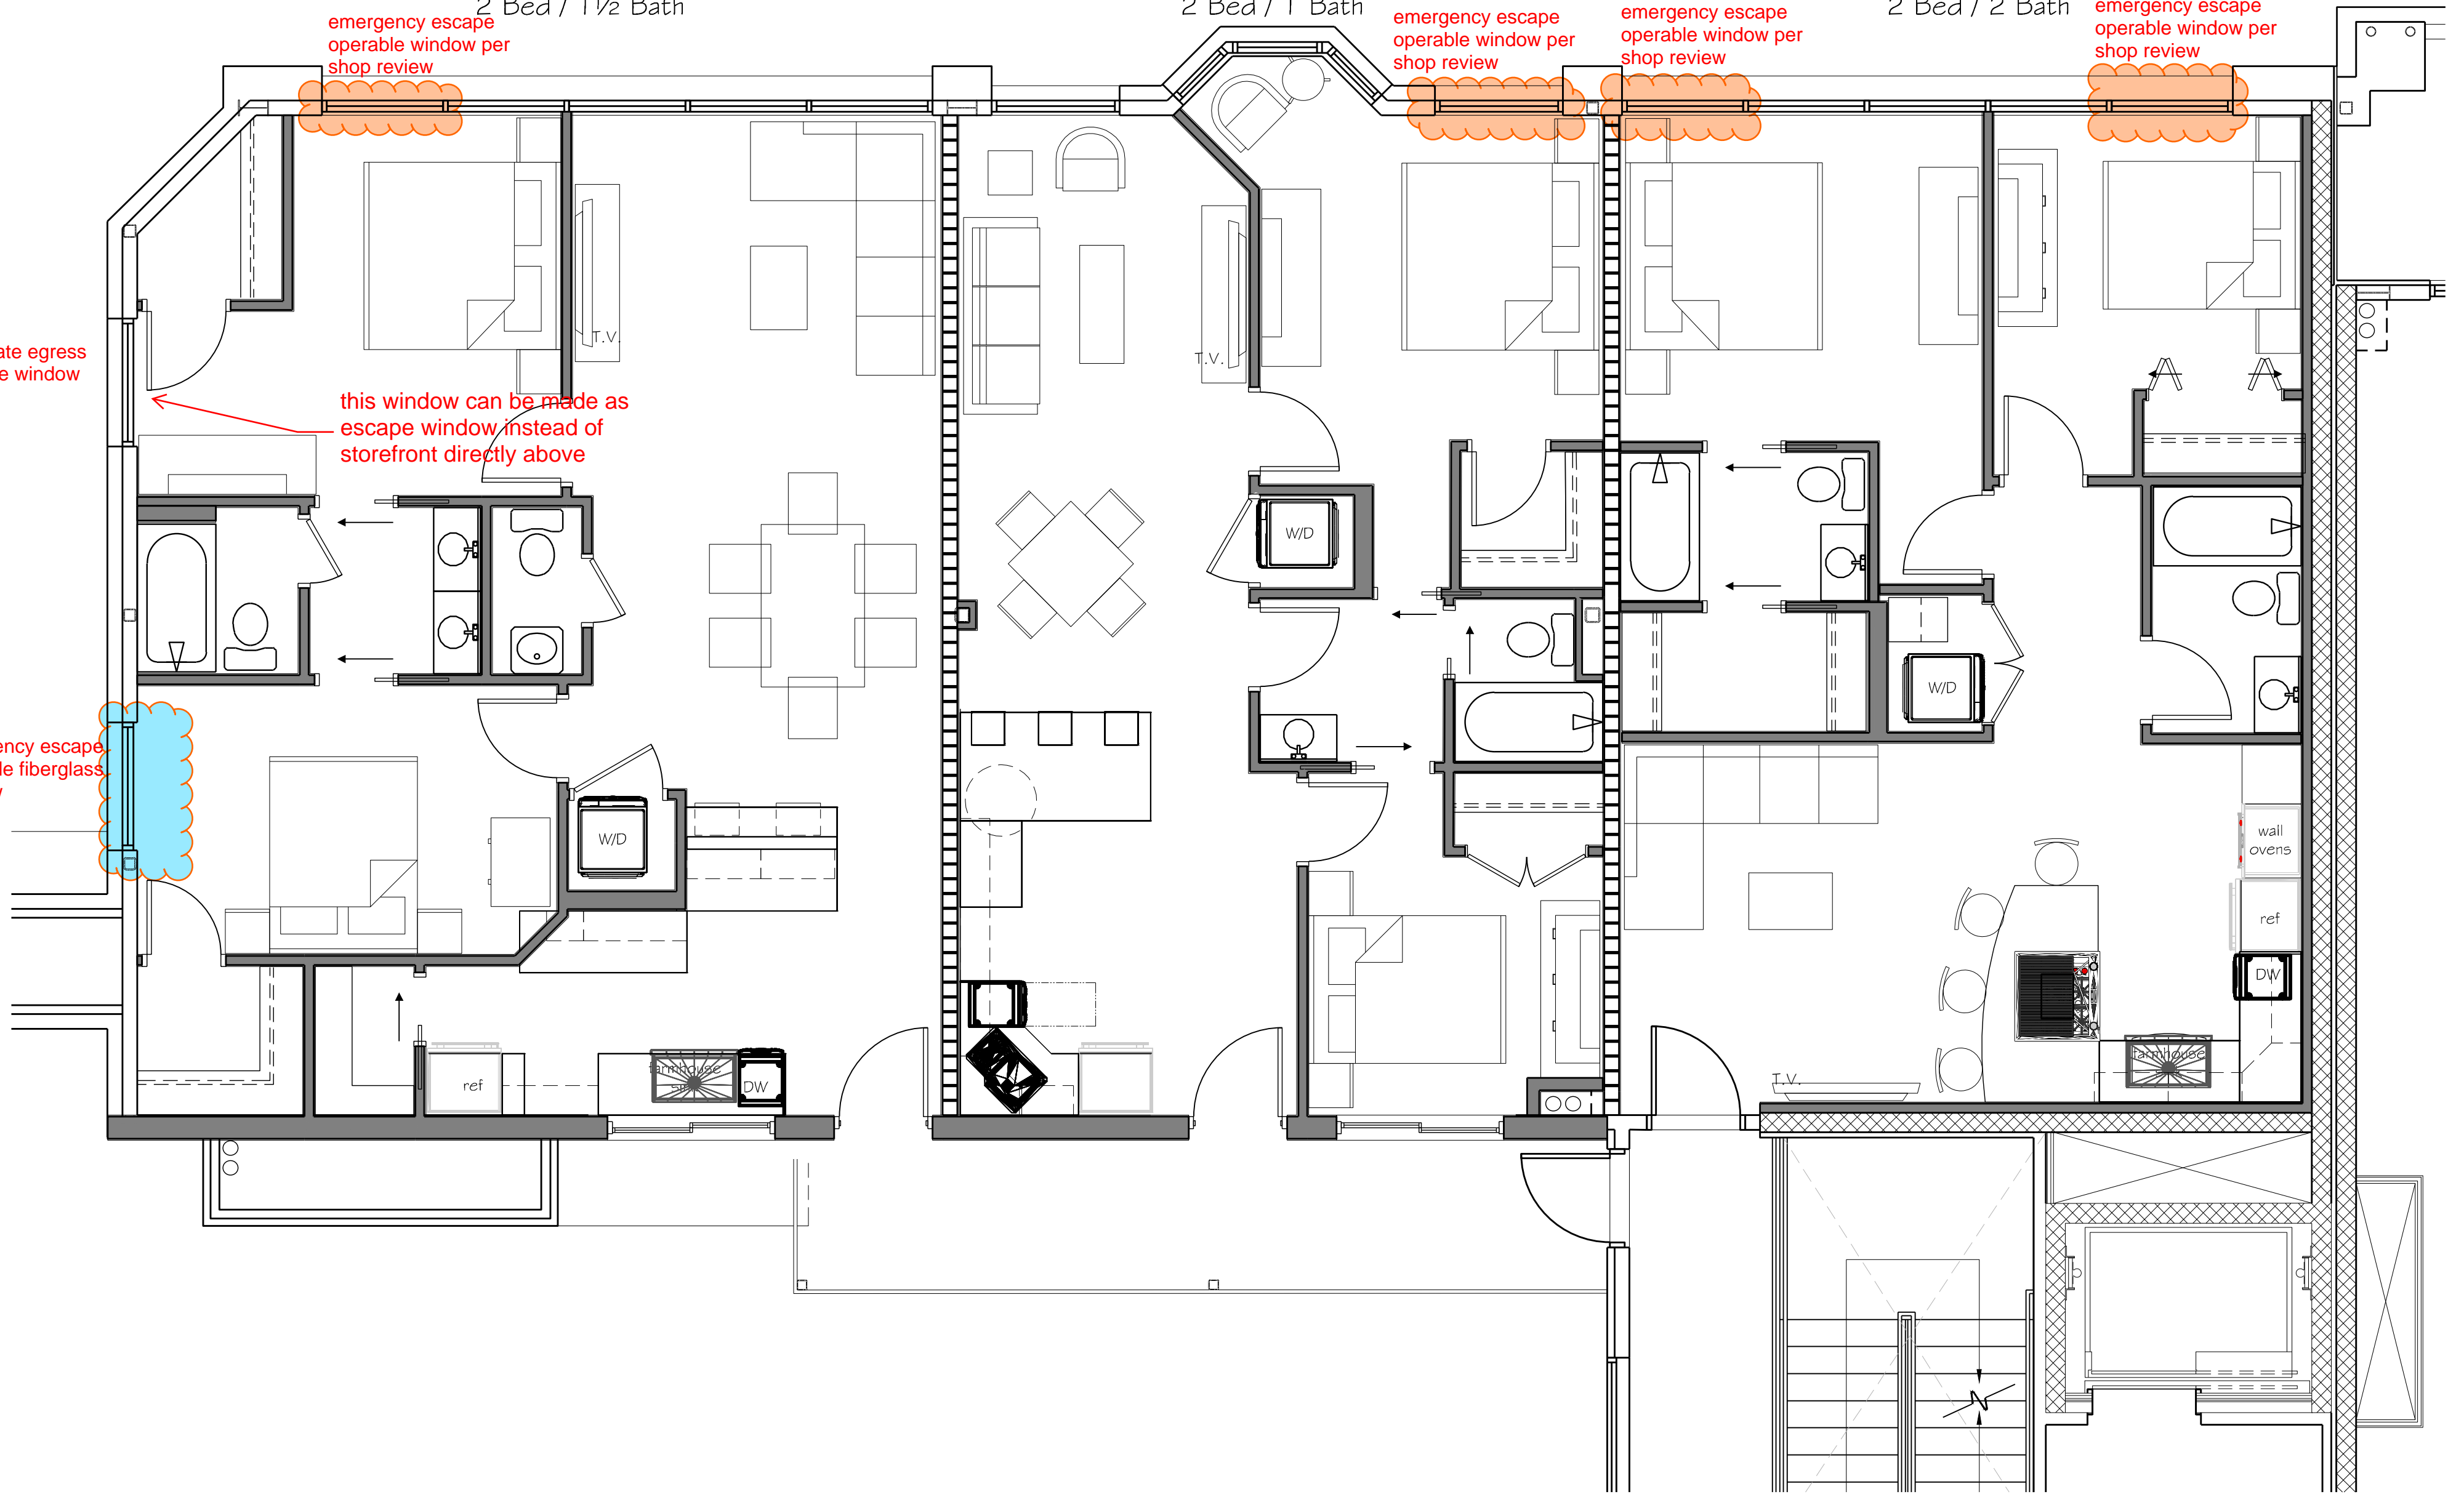 2 Bed / 1½ Bath
2 Bed / 1 Bath
2 Bed / 2 Bath
emergency escape
operable window per
shop review
emergency escape
operable window per
shop review
emergency escape
operable window per
shop review
emergency escape
operable window per
shop review
T.V.
T.V.
ate egress
e window
this window can be made as
escape window instead of
storefront directly above
W/D
W/D
ency escape
le fiberglass
W/D
wall
ovens
ref
DW
ref
farmhouse
DW
T.V.
farmhouse